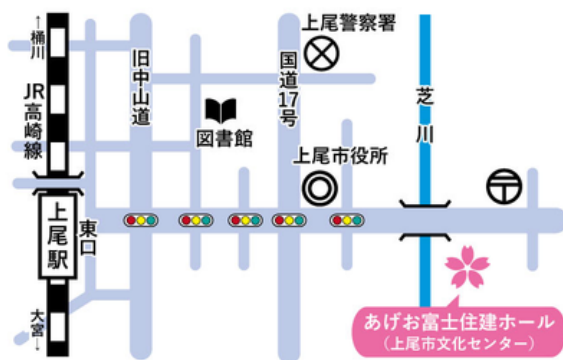 ↑桶川
JR高崎線
上尾駅
東口
大宮↓
旧中山道
図書館
国道17号
上尾警察署
上尾市役所
芝川
〒
あげお富士住建ホール
（上尾市文化センター）